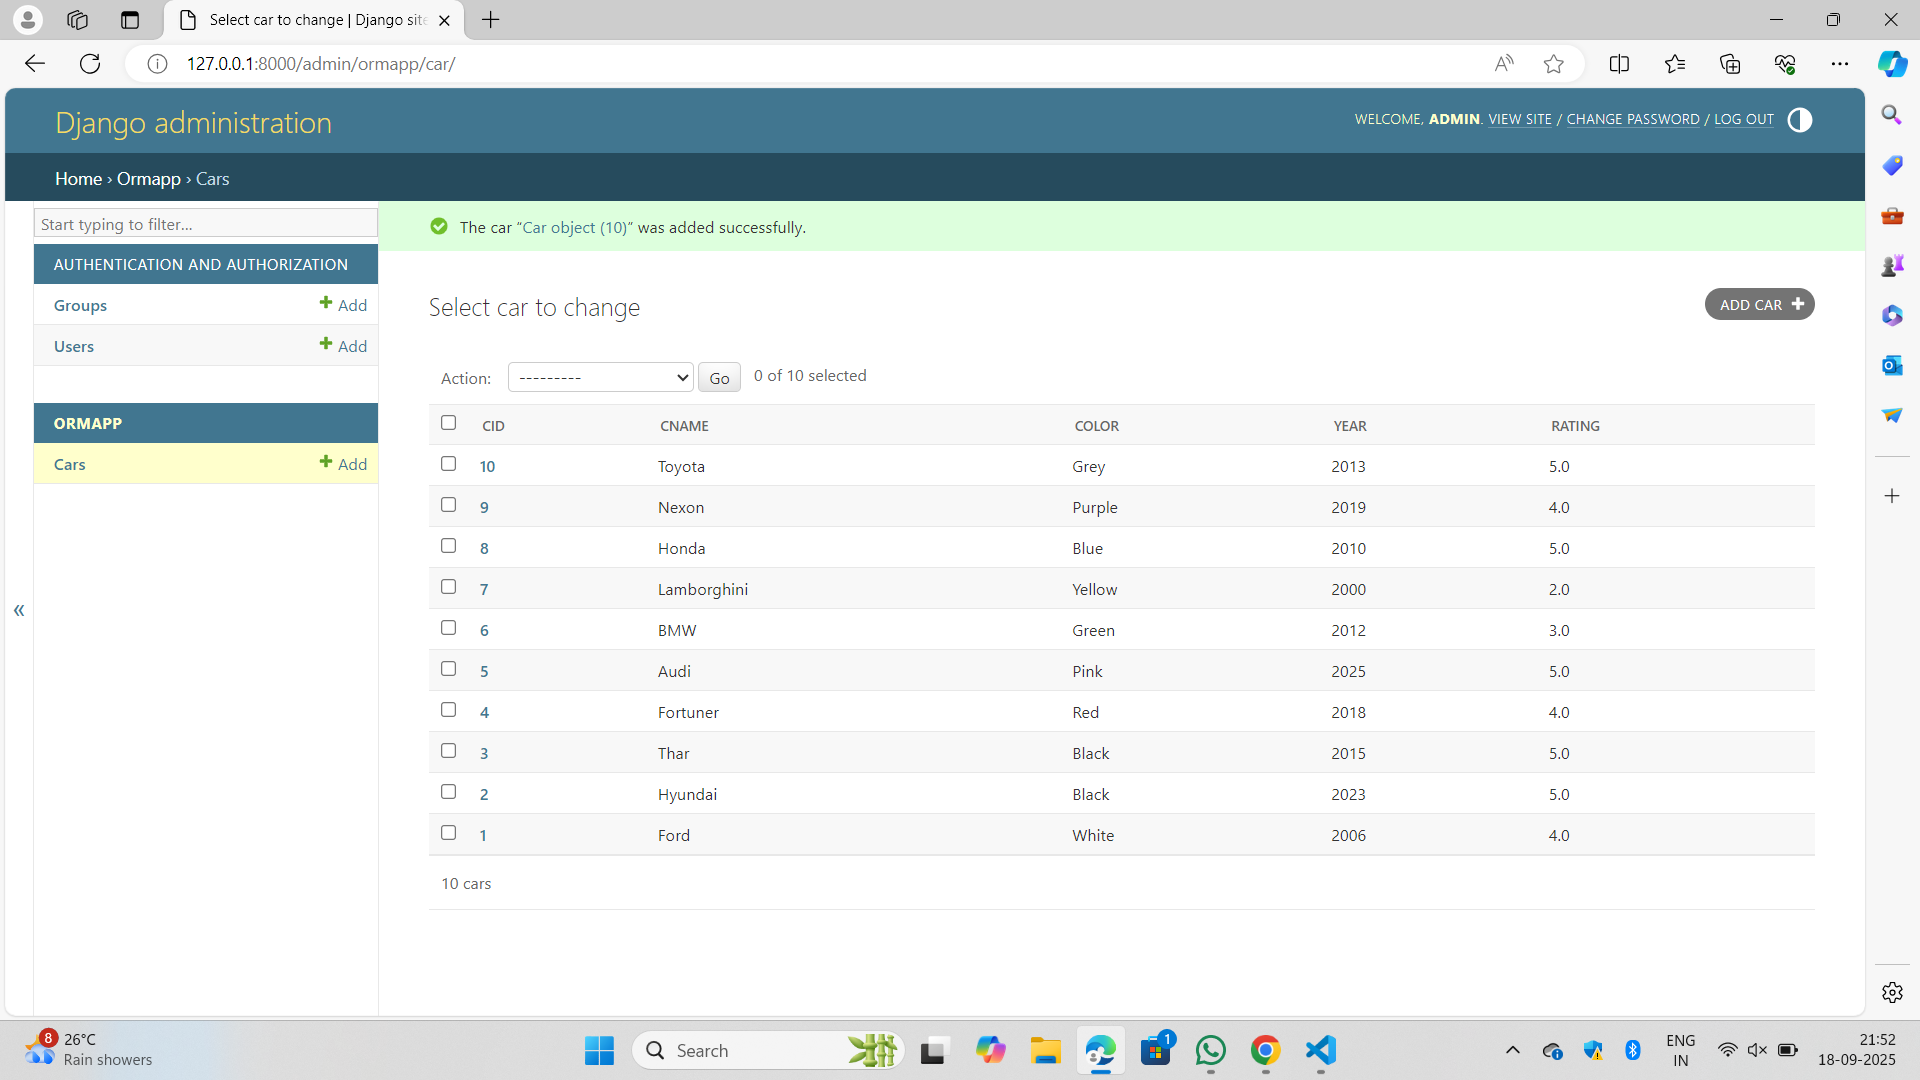 Select car to change | Django site
127.0.0.1:8000/admin/ormapp/car/
Django administration
WELCOME, ADMIN. VIEW SITE / CHANGE PASSWORD / LOG OUT
Home › Ormapp › Cars
Start typing to filter...
AUTHENTICATION AND AUTHORIZATION
Groups Add
Users Add
ORMAPP
Cars Add
«
The car “Car object (10)” was added successfully.
Select car to change
ADD CAR
Action: --------- Go 0 of 10 selected
CID CNAME COLOR YEAR RATING
10 Toyota Grey 2013 5.0
9 Nexon Purple 2019 4.0
8 Honda Blue 2010 5.0
7 Lamborghini Yellow 2000 2.0
6 BMW Green 2012 3.0
5 Audi Pink 2025 5.0
4 Fortuner Red 2018 4.0
3 Thar Black 2015 5.0
2 Hyundai Black 2023 5.0
1 Ford White 2006 4.0
10 cars
8 26°C
Rain showers
Search
1
ENG
IN
21:52
18-09-2025